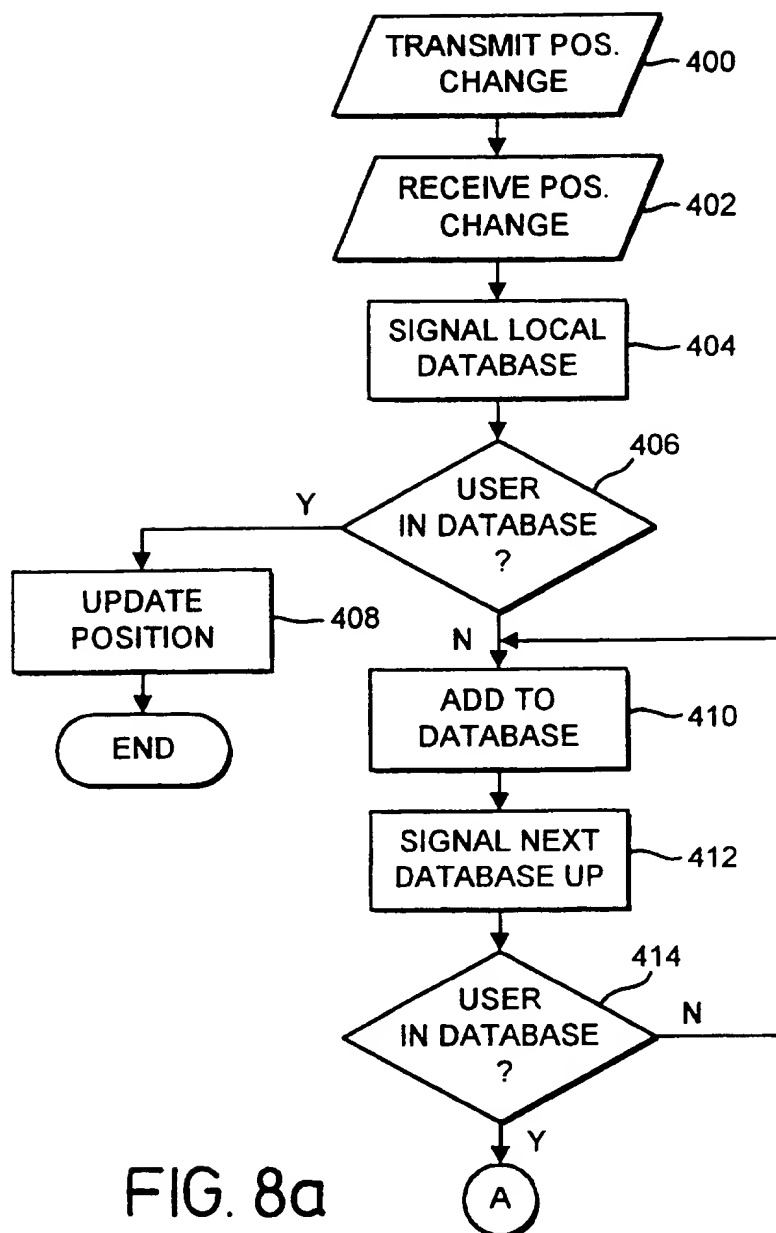 TRANSMIT POS.
CHANGE
400
RECEIVE POS.
CHANGE
402
SIGNAL LOCAL
DATABASE
404
406
USER
IN DATABASE
?
Y
UPDATE
POSITION
408
N
END
ADD TO
DATABASE
410
SIGNAL NEXT
DATABASE UP
412
414
USER
IN DATABASE
?
N
Y
A
FIG. 8a